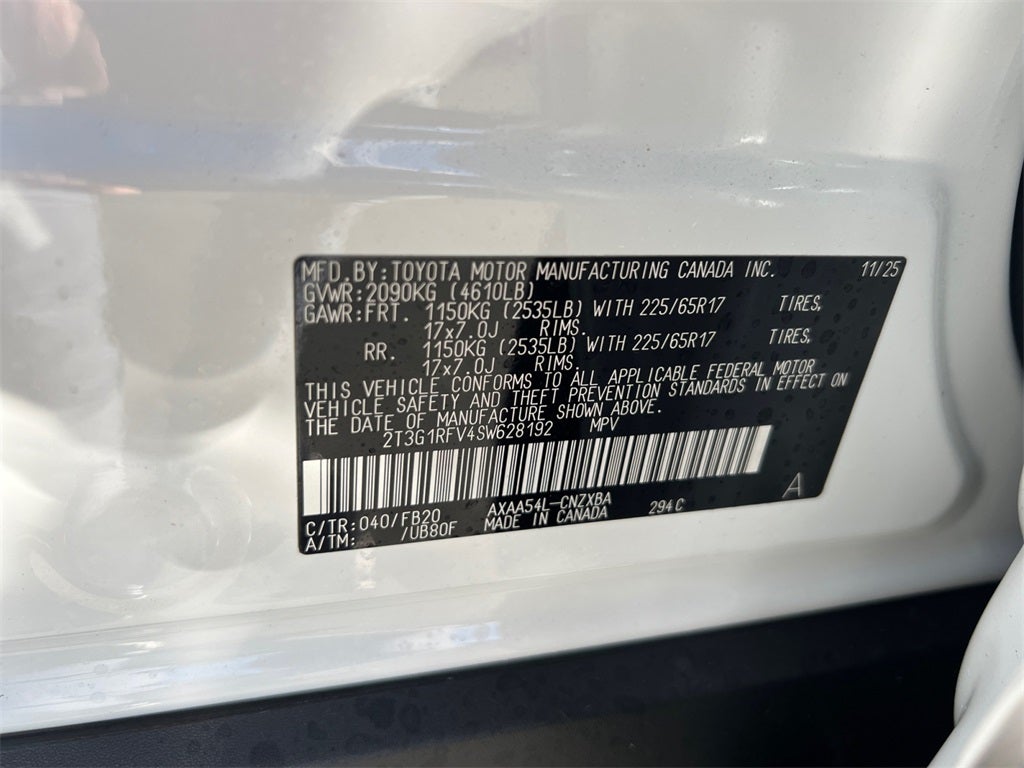 MFD. BY: TOYOTA MOTOR MANUFACTURING CANADA INC. 11/25
GVWR: 2090KG (4610LB)
GAWR: FRT. 1150KG (2535LB) WITH 225/65R17 TIRES,
17x7.0J RIMS.
RR. 1150KG (2535LB) WITH 225/65R17 TIRES,
17x7.0J RIMS.
THIS VEHICLE CONFORMS TO ALL APPLICABLE FEDERAL MOTOR
VEHICLE SAFETY AND THEFT PREVENTION STANDARDS IN EFFECT ON
THE DATE OF MANUFACTURE SHOWN ABOVE.
2T3G1RFV4SW628192 MPV
A
C/TR: 040/FB20 AXAA54L-CNZXBA 294C
A/TM: /UB80F MADE IN CANADA